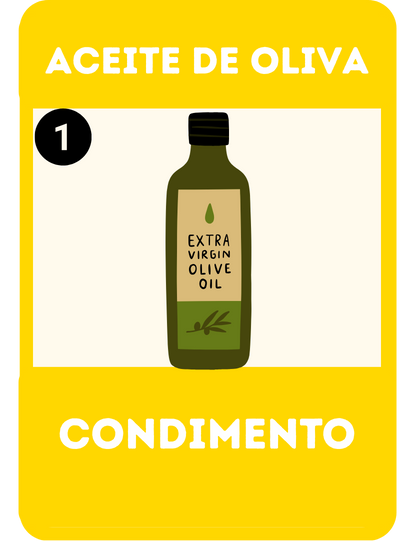 ACEITE DE OLIVA
1
EXTRA
VIRGIN
OLIVE
OIL
CONDIMENTO